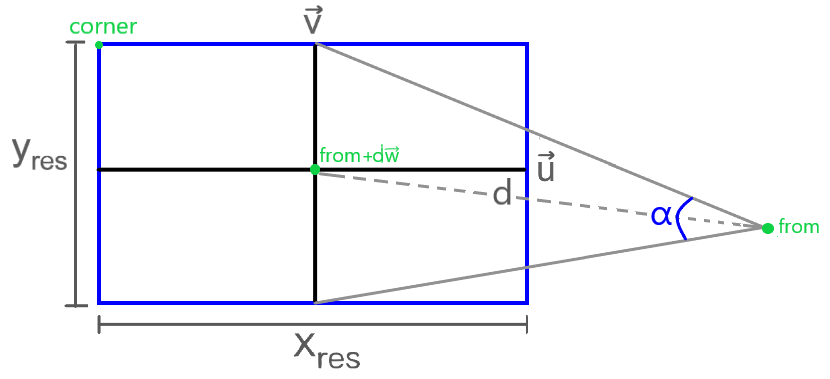 corner
v⃗
from+dw⃗
y_res
u⃗
d
α
from
x_res